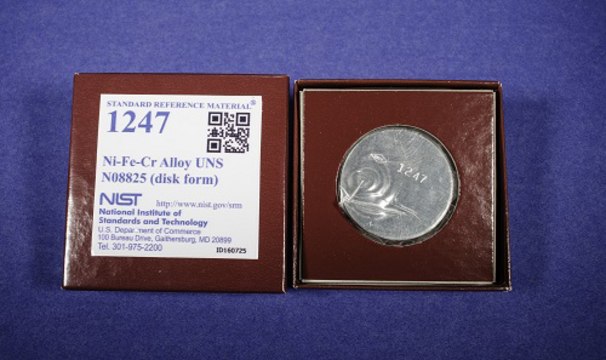 STANDARD REFERENCE MATERIAL®
1247
Ni-Fe-Cr Alloy UNS
N08825 (disk form)
NIST http://www.nist.gov/srm
National Institute of
Standards and Technology
U.S. Department of Commerce
100 Bureau Drive, Gaithersburg, MD 20899
Tel. 301-975-2200
ID160725
1247